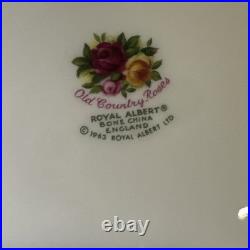 Old Country Roses
ROYAL ALBERT®
BONE CHINA
ENGLAND
© 1962 ROYAL ALBERT LTD